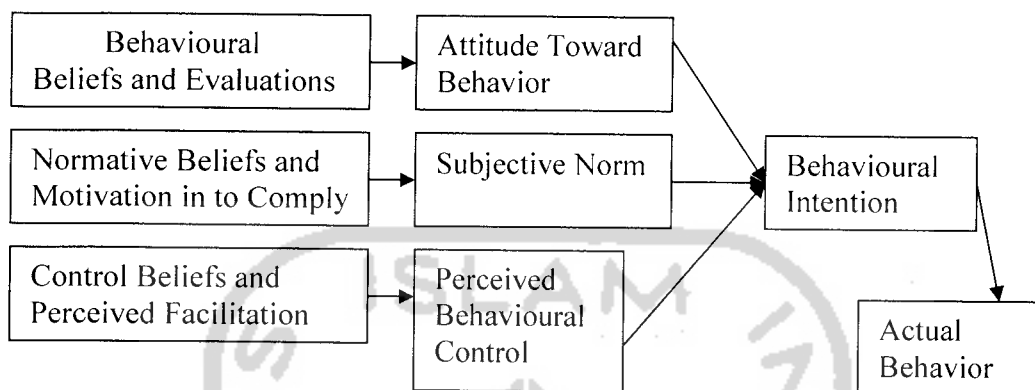 Behavioural
Beliefs and Evaluations
Attitude Toward
Behavior
Normative Beliefs and
Motivation in to Comply
Subjective Norm
Behavioural
Intention
Control Beliefs and
Perceived Facilitation
Perceived
Behavioural
Control
Actual
Behavior
ISLAM